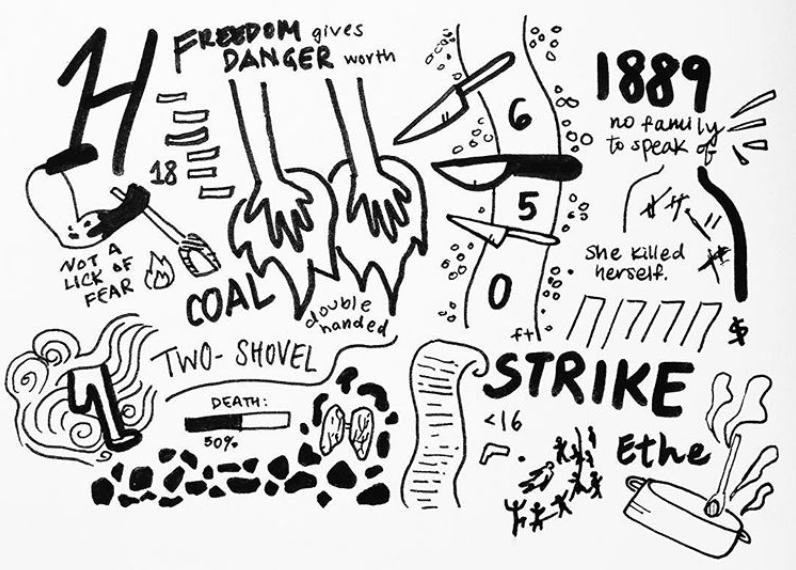 H
FREEDOM gives
DANGER worth
18
NOT A
LICK OF
FEAR
COAL
double
handed
6
5
0
ft
1889
no family
to speak of
She killed
herself.
$
TWO-SHOVEL
DEATH:
50%
STRIKE
<16
Ethe